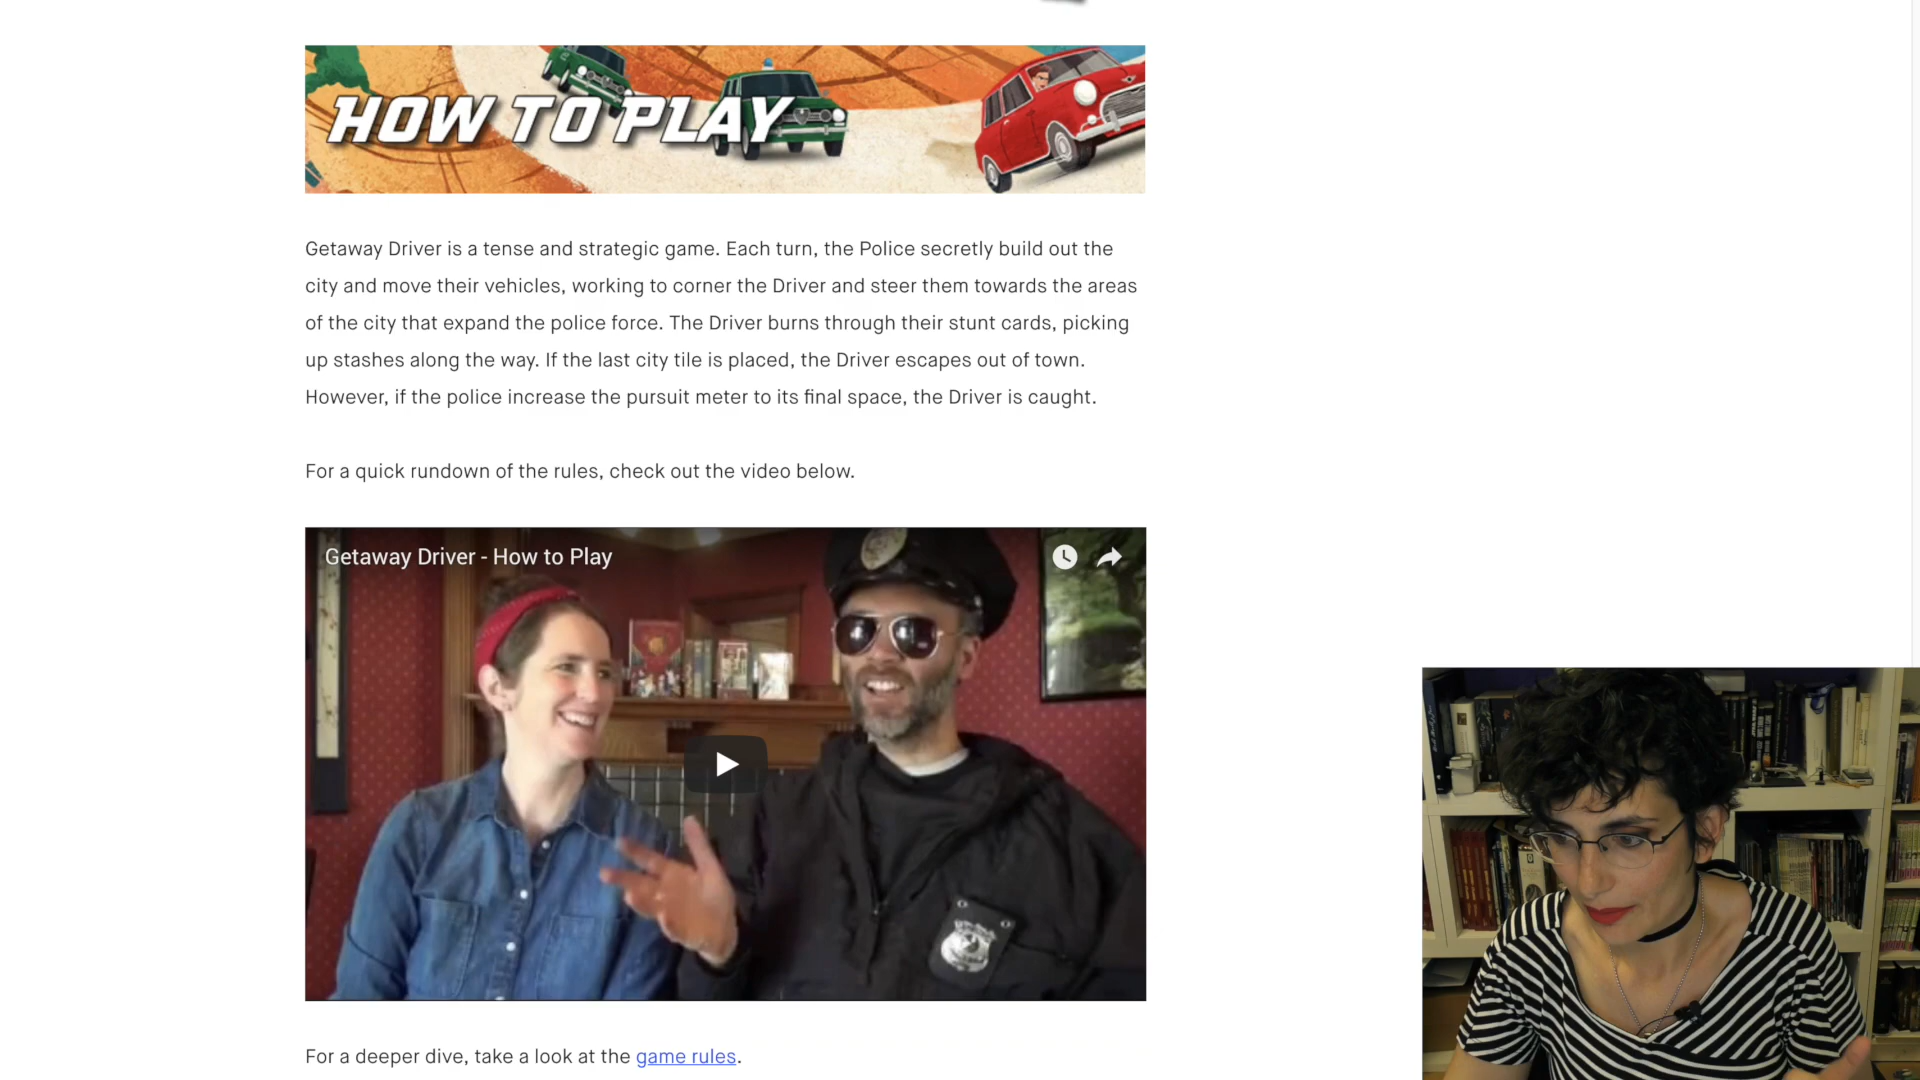 HOW TO PLAY
Getaway Driver is a tense and strategic game. Each turn, the Police secretly build out the
city and move their vehicles, working to corner the Driver and steer them towards the areas
of the city that expand the police force. The Driver burns through their stunt cards, picking
up stashes along the way. If the last city tile is placed, the Driver escapes out of town.
However, if the police increase the pursuit meter to its final space, the Driver is caught.
For a quick rundown of the rules, check out the video below.
Getaway Driver - How to Play
For a deeper dive, take a look at the game rules.